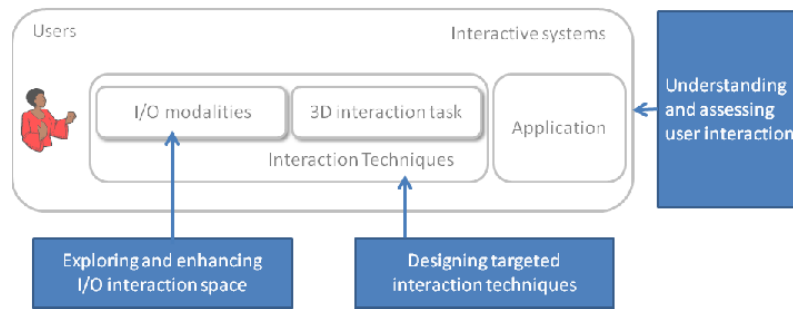 Users
Interactive systems
I/O modalities
3D interaction task
Application
Interaction Techniques
Understanding
and assessing
user interaction
Exploring and enhancing
I/O interaction space
Designing targeted
interaction techniques